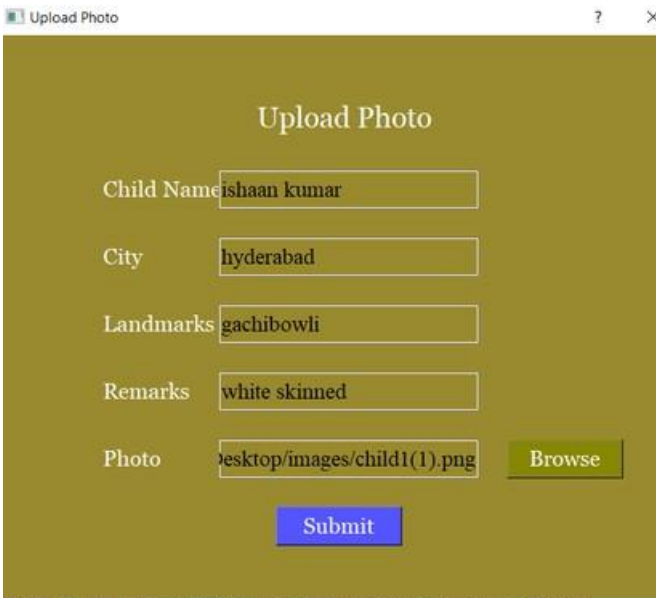 Upload Photo ?
Upload Photo
Child Name ishaan kumar
City hyderabad
Landmarks gachibowli
Remarks white skinned
Photo esktop/images/child1(1).png Browse
Submit